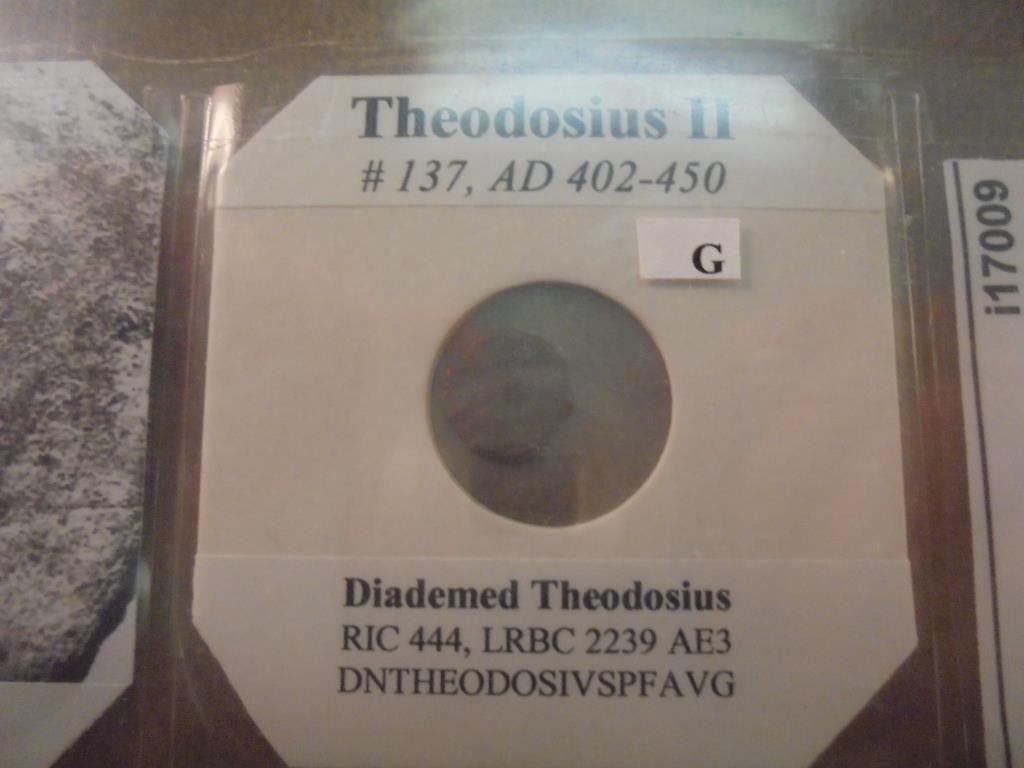 Theodosius II
# 137, AD 402-450
G
Diademed Theodosius
RIC 444, LRBC 2239 AE3
DNTHEODOSIVSPFAVG
i17009